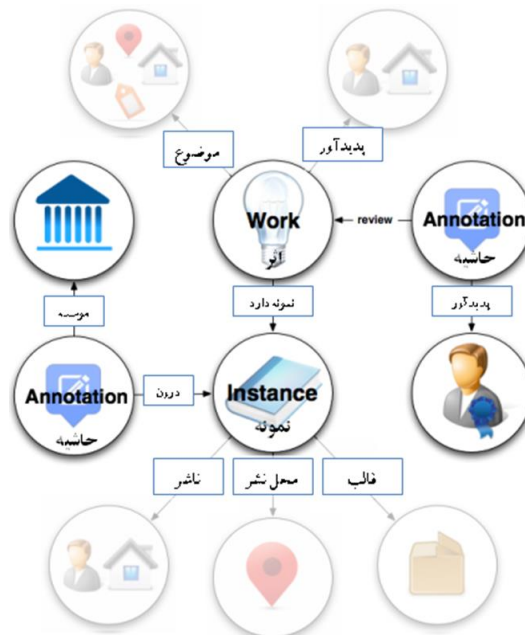 موضوع
پدیدآور
Work
اثر
review
Annotation
حاشیه
موسسه
نمونه دارد
پدیدآور
Annotation
حاشیه
درون
Instance
نمونه
ناشر
محل نشر
قالب